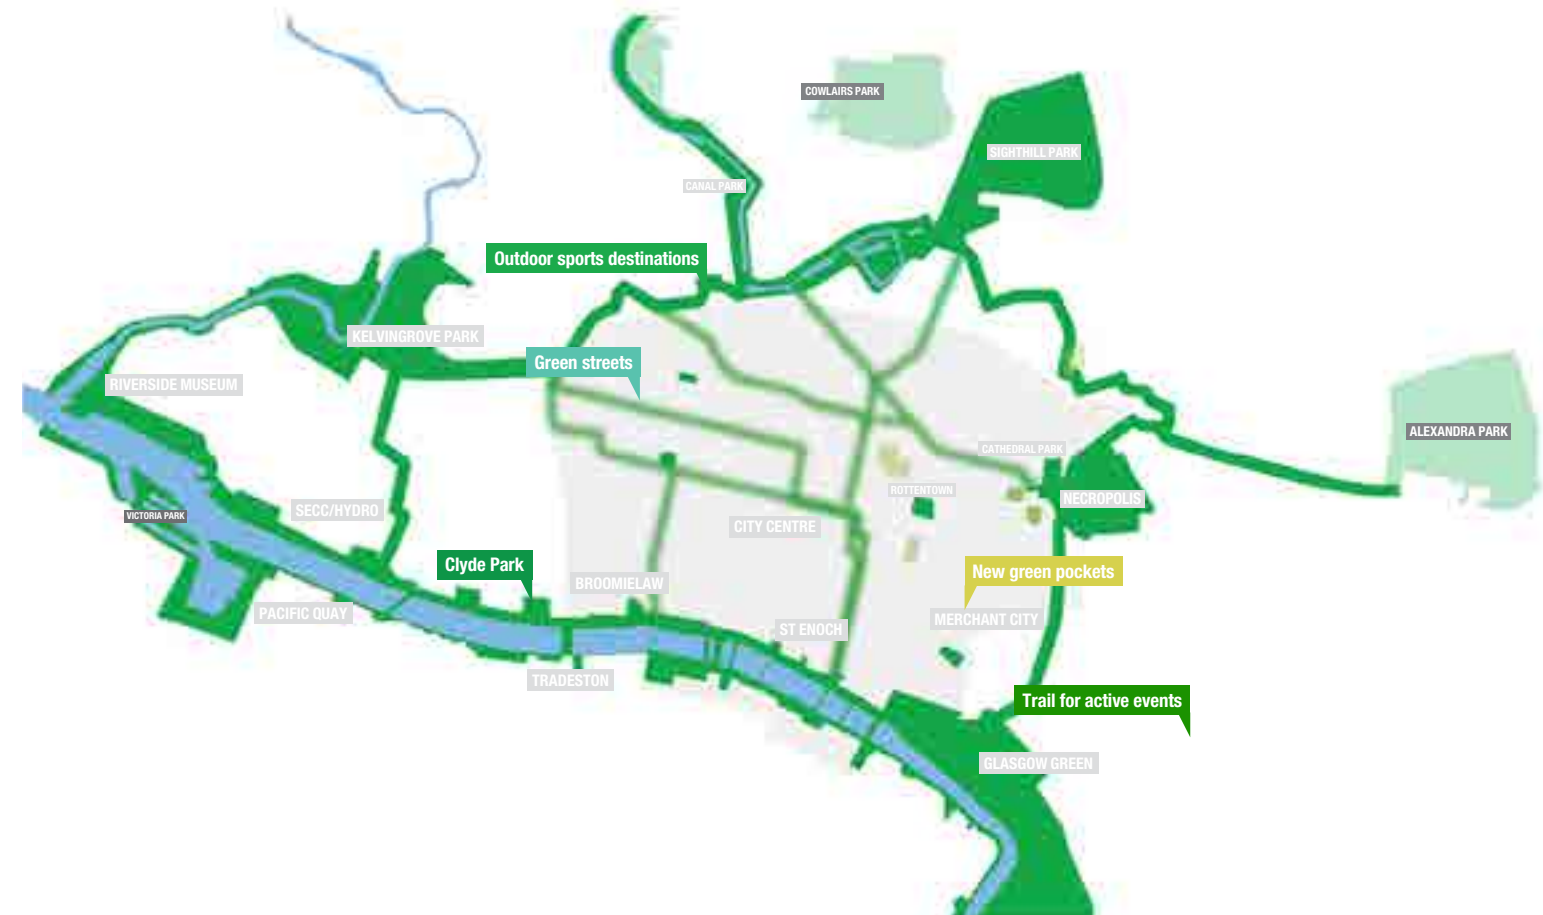 COWLAIRS PARK
SIGHTHILL PARK
CANAL PARK
Outdoor sports destinations
KELVINGROVE PARK
Green streets
RIVERSIDE MUSEUM
ALEXANDRA PARK
CATHEDRAL PARK
ROTTENTOWN
NECROPOLIS
SECC/HYDRO
VICTORIA PARK
CITY CENTRE
Clyde Park
New green pockets
BROOMIELAW
PACIFIC QUAY
MERCHANT CITY
ST ENOCH
TRADESTON
Trail for active events
GLASGOW GREEN